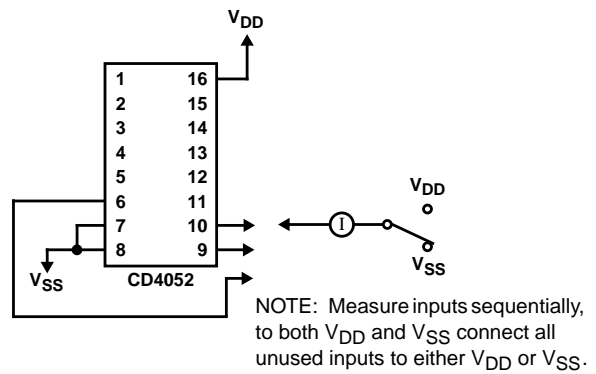 VDD
1 16
2 15
3 14
4 13
5 12
6 11
7 10
8 9
VSS
CD4052
I
VDD
VSS
NOTE: Measure inputs sequentially,
to both VDD and VSS connect all
unused inputs to either VDD or VSS.